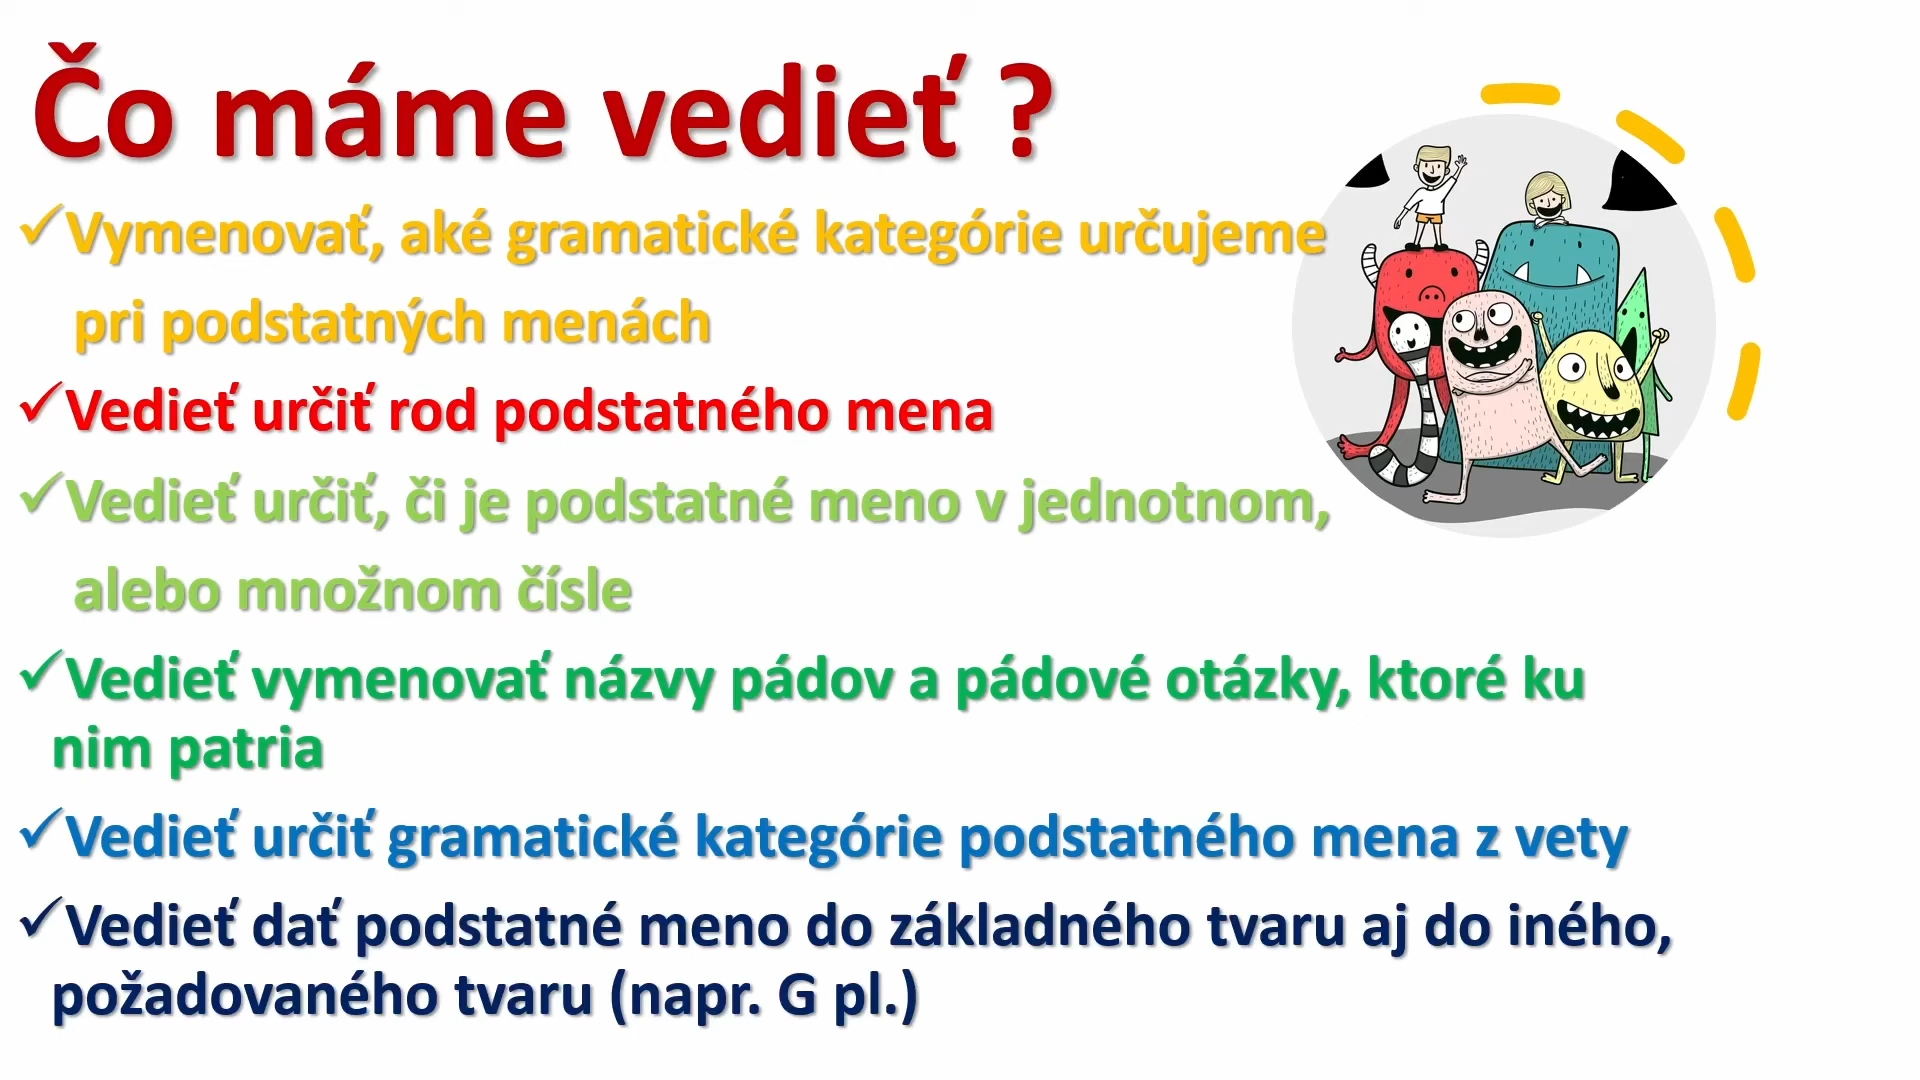 Čo máme vedieť ?
✓Vymenovať, aké gramatické kategórie určujeme
pri podstatných menách
✓Vedieť určiť rod podstatného mena
✓Vedieť určiť, či je podstatné meno v jednotnom,
alebo množnom čísle
✓Vedieť vymenovať názvy pádov a pádové otázky, ktoré ku
nim patria
✓Vedieť určiť gramatické kategórie podstatného mena z vety
✓Vedieť dať podstatné meno do základného tvaru aj do iného,
požadovaného tvaru (napr. G pl.)